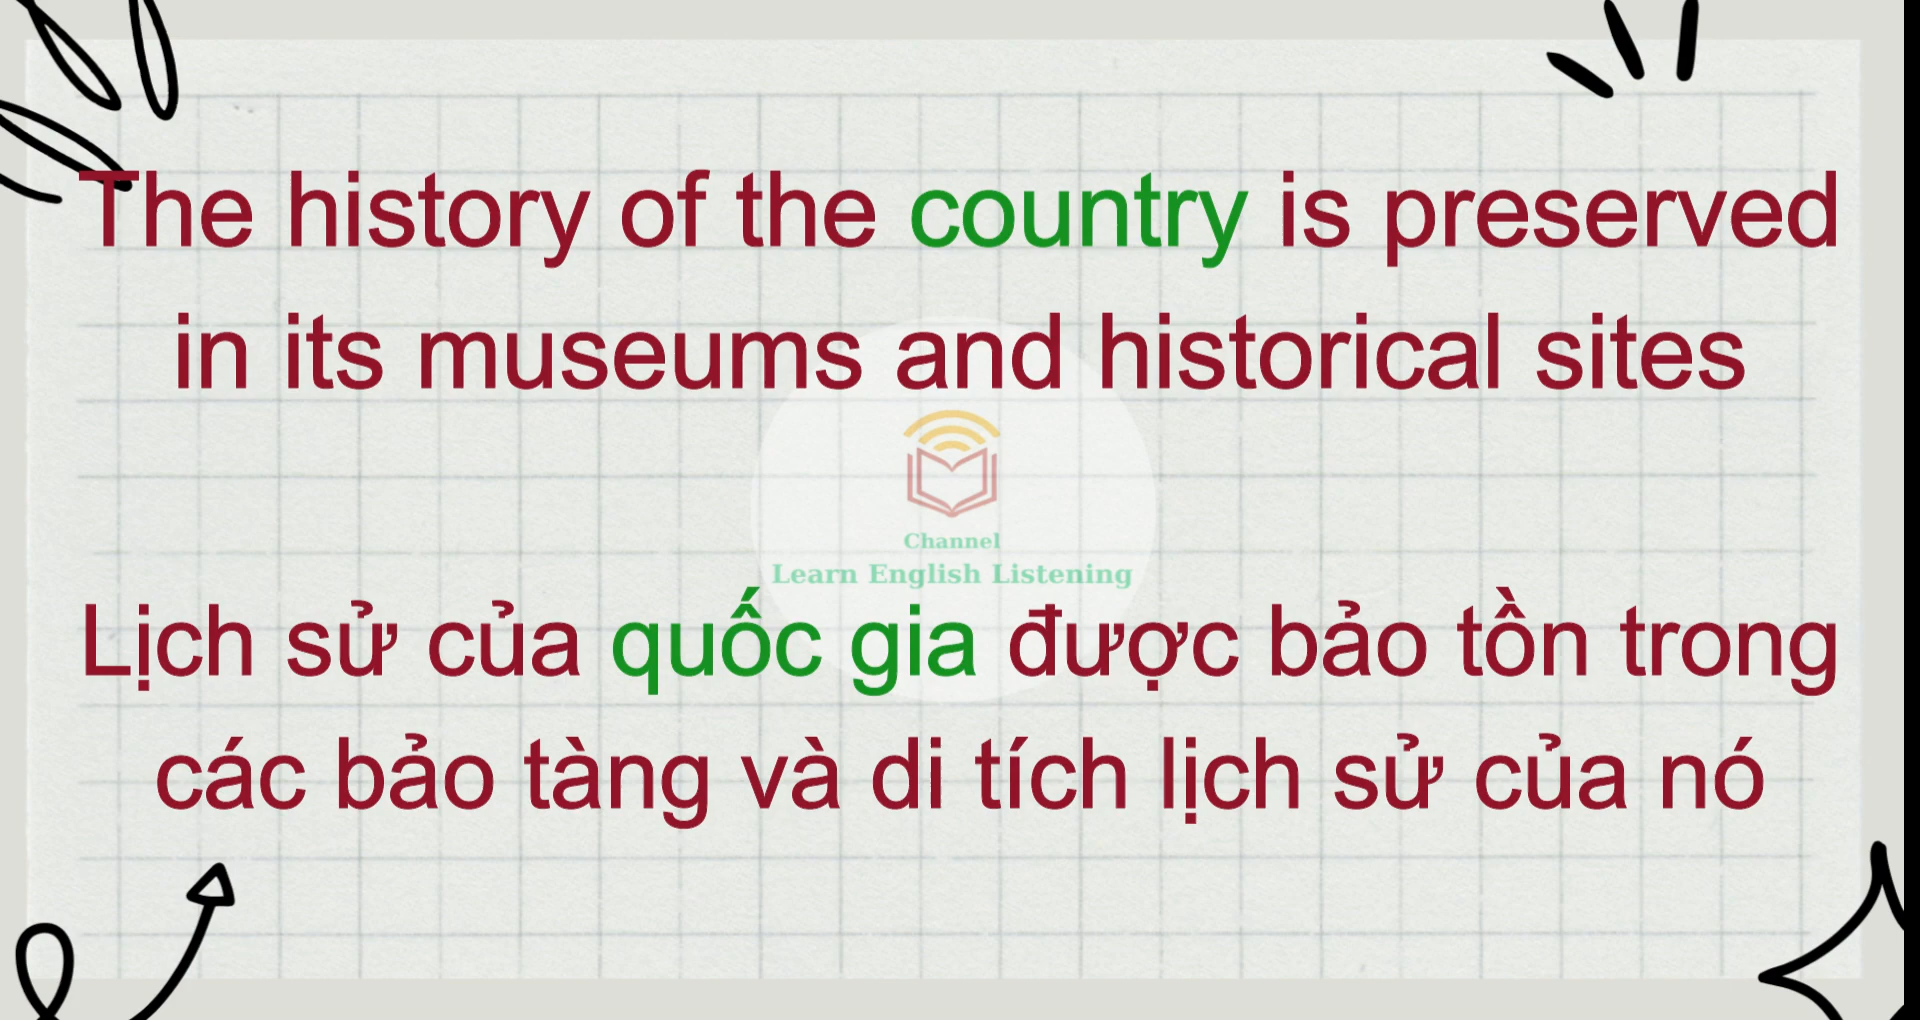 The history of the country is preserved
in its museums and historical sites
Channel
Learn English Listening
Lịch sử của quốc gia được bảo tồn trong
các bảo tàng và di tích lịch sử của nó